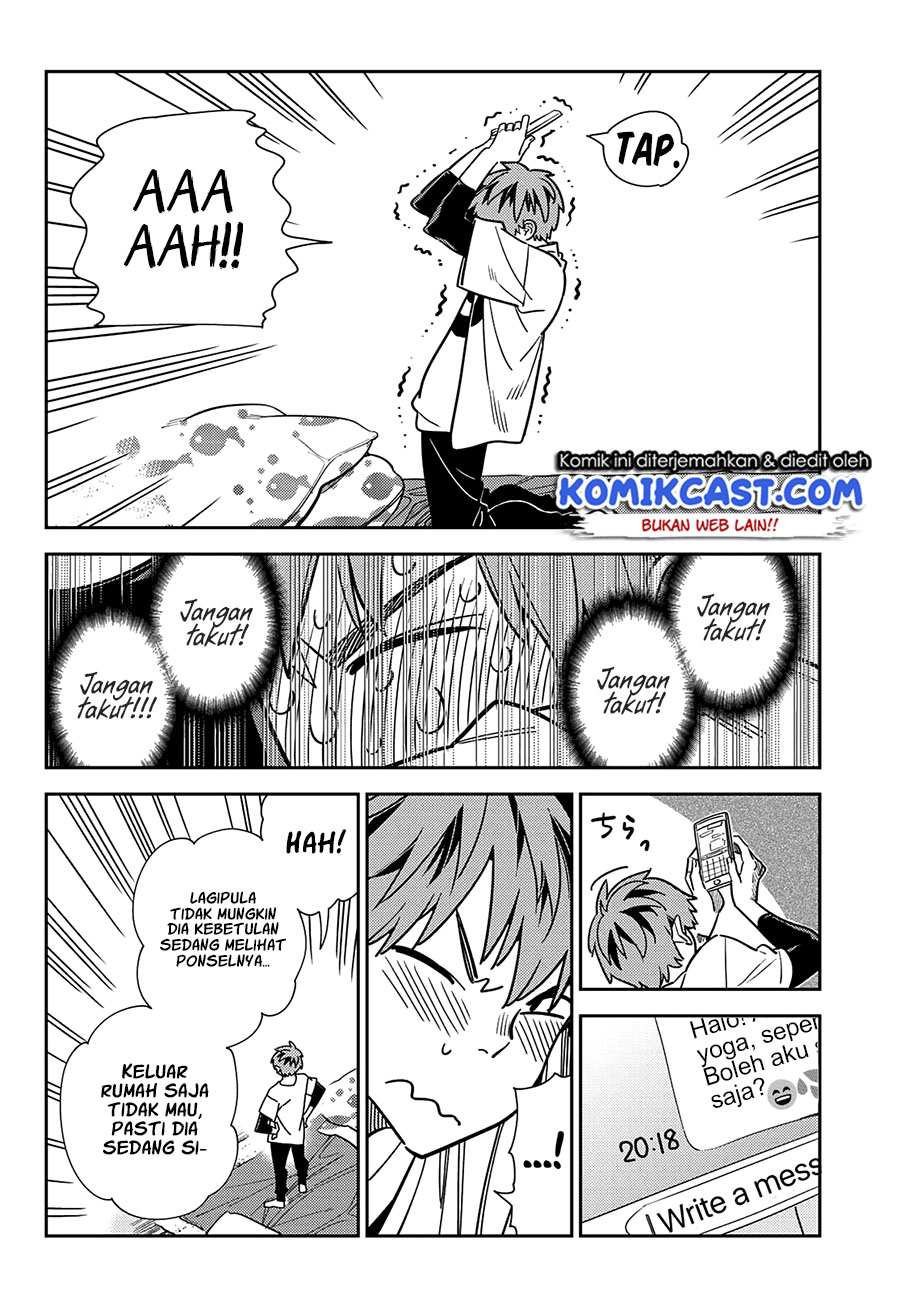 TAP.
AAA
AAH!!
Komik ini diterjemahkan & diedit oleh
KOMIKCAST.COM
BUKAN WEB LAIN!!
Jangan
takut!
Jangan
takut!
Jangan
takut!
Jangan
takut!!!
ちら、
Halo!
yoga, seper
Boleh aku s
saja?😄💦
20:18
Write a mess
....!
HAH!
LAGIPULA
TIDAK MUNGKIN
DIA KEBETULAN
SEDANG MELIHAT
PONSELNYA...
KELUAR
RUMAH SAJA
TIDAK MAU,
PASTI DIA
SEDANG SI-